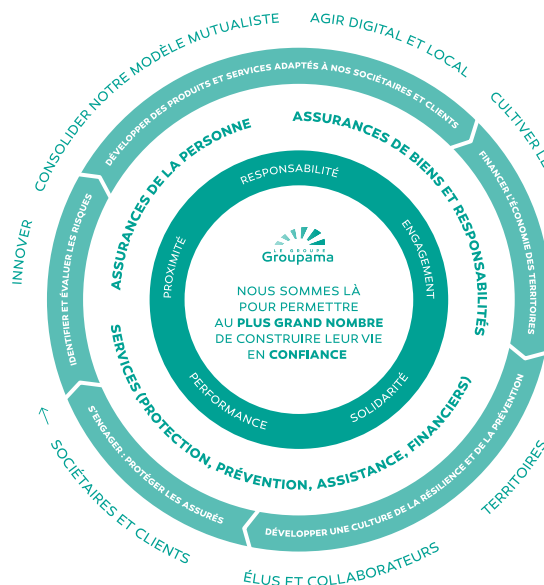 CONSOLIDER NOTRE MODÈLE MUTUALISTE
AGIR DIGITAL ET LOCAL
CULTIVER
INNOVER
DÉVELOPPER DES PRODUITS ET SERVICES ADAPTÉS À NOS SOCIÉTAIRES ET CLIENTS
FINANCER L'ÉCONOMIE DES TERRITOIRES
DÉVELOPPER UNE CULTURE DE LA RÉSILIENCE ET DE LA PRÉVENTION
S'ENGAGER : PROTÉGER LES ASSURÉS
IDENTIFIER ET ÉVALUER LES RISQUES
ASSURANCES DE LA PERSONNE
ASSURANCES DE BIENS ET RESPONSABILITÉS
SERVICES (PROTECTION, PRÉVENTION, ASSISTANCE, FINANCIERS)
RESPONSABILITÉ
ENGAGEMENT
SOLIDARITÉ
PERFORMANCE
PROXIMITÉ
LE GROUPE
Groupama
NOUS SOMMES LÀ
POUR PERMETTRE
AU PLUS GRAND NOMBRE
DE CONSTRUIRE LEUR VIE
EN CONFIANCE
SOCIÉTAIRES ET CLIENTS
ÉLUS ET COLLABORATEURS
TERRITOIRES